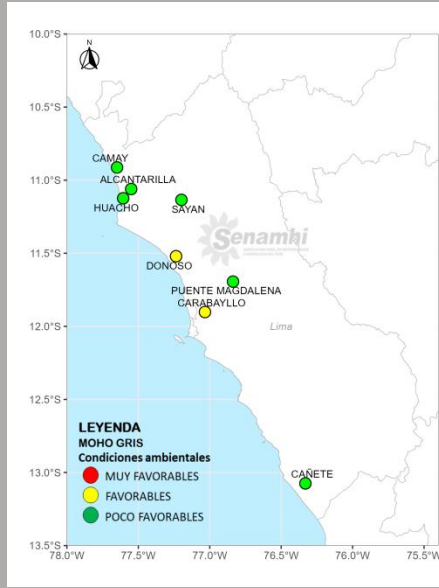 10.0°S
N
10.5°S
CAMAY
11.0°S
ALCANTARILLA
HUACHO
SAYAN
Senamhi
11.5°S
DONOSO
PUENTE MAGDALENA
CARABAYLLO
12.0°S
Lima
12.5°S
LEYENDA
MOHO GRIS
Condiciones ambientales
MUY FAVORABLES
FAVORABLES
POCO FAVORABLES
13.0°S
CAÑETE
13.5°S
78.0°W
77.5°W
77.0°W
76.5°W
76.0°W
75.5°W